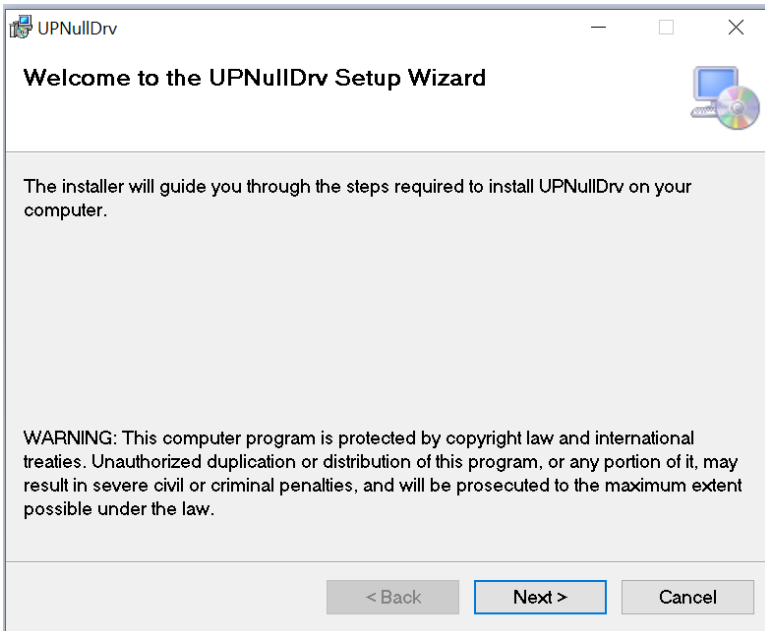 UPNullDrv
Welcome to the UPNullDrv Setup Wizard
The installer will guide you through the steps required to install UPNullDrv on your
computer.
WARNING: This computer program is protected by copyright law and international
treaties. Unauthorized duplication or distribution of this program, or any portion of it, may
result in severe civil or criminal penalties, and will be prosecuted to the maximum extent
possible under the law.
< Back Next > Cancel